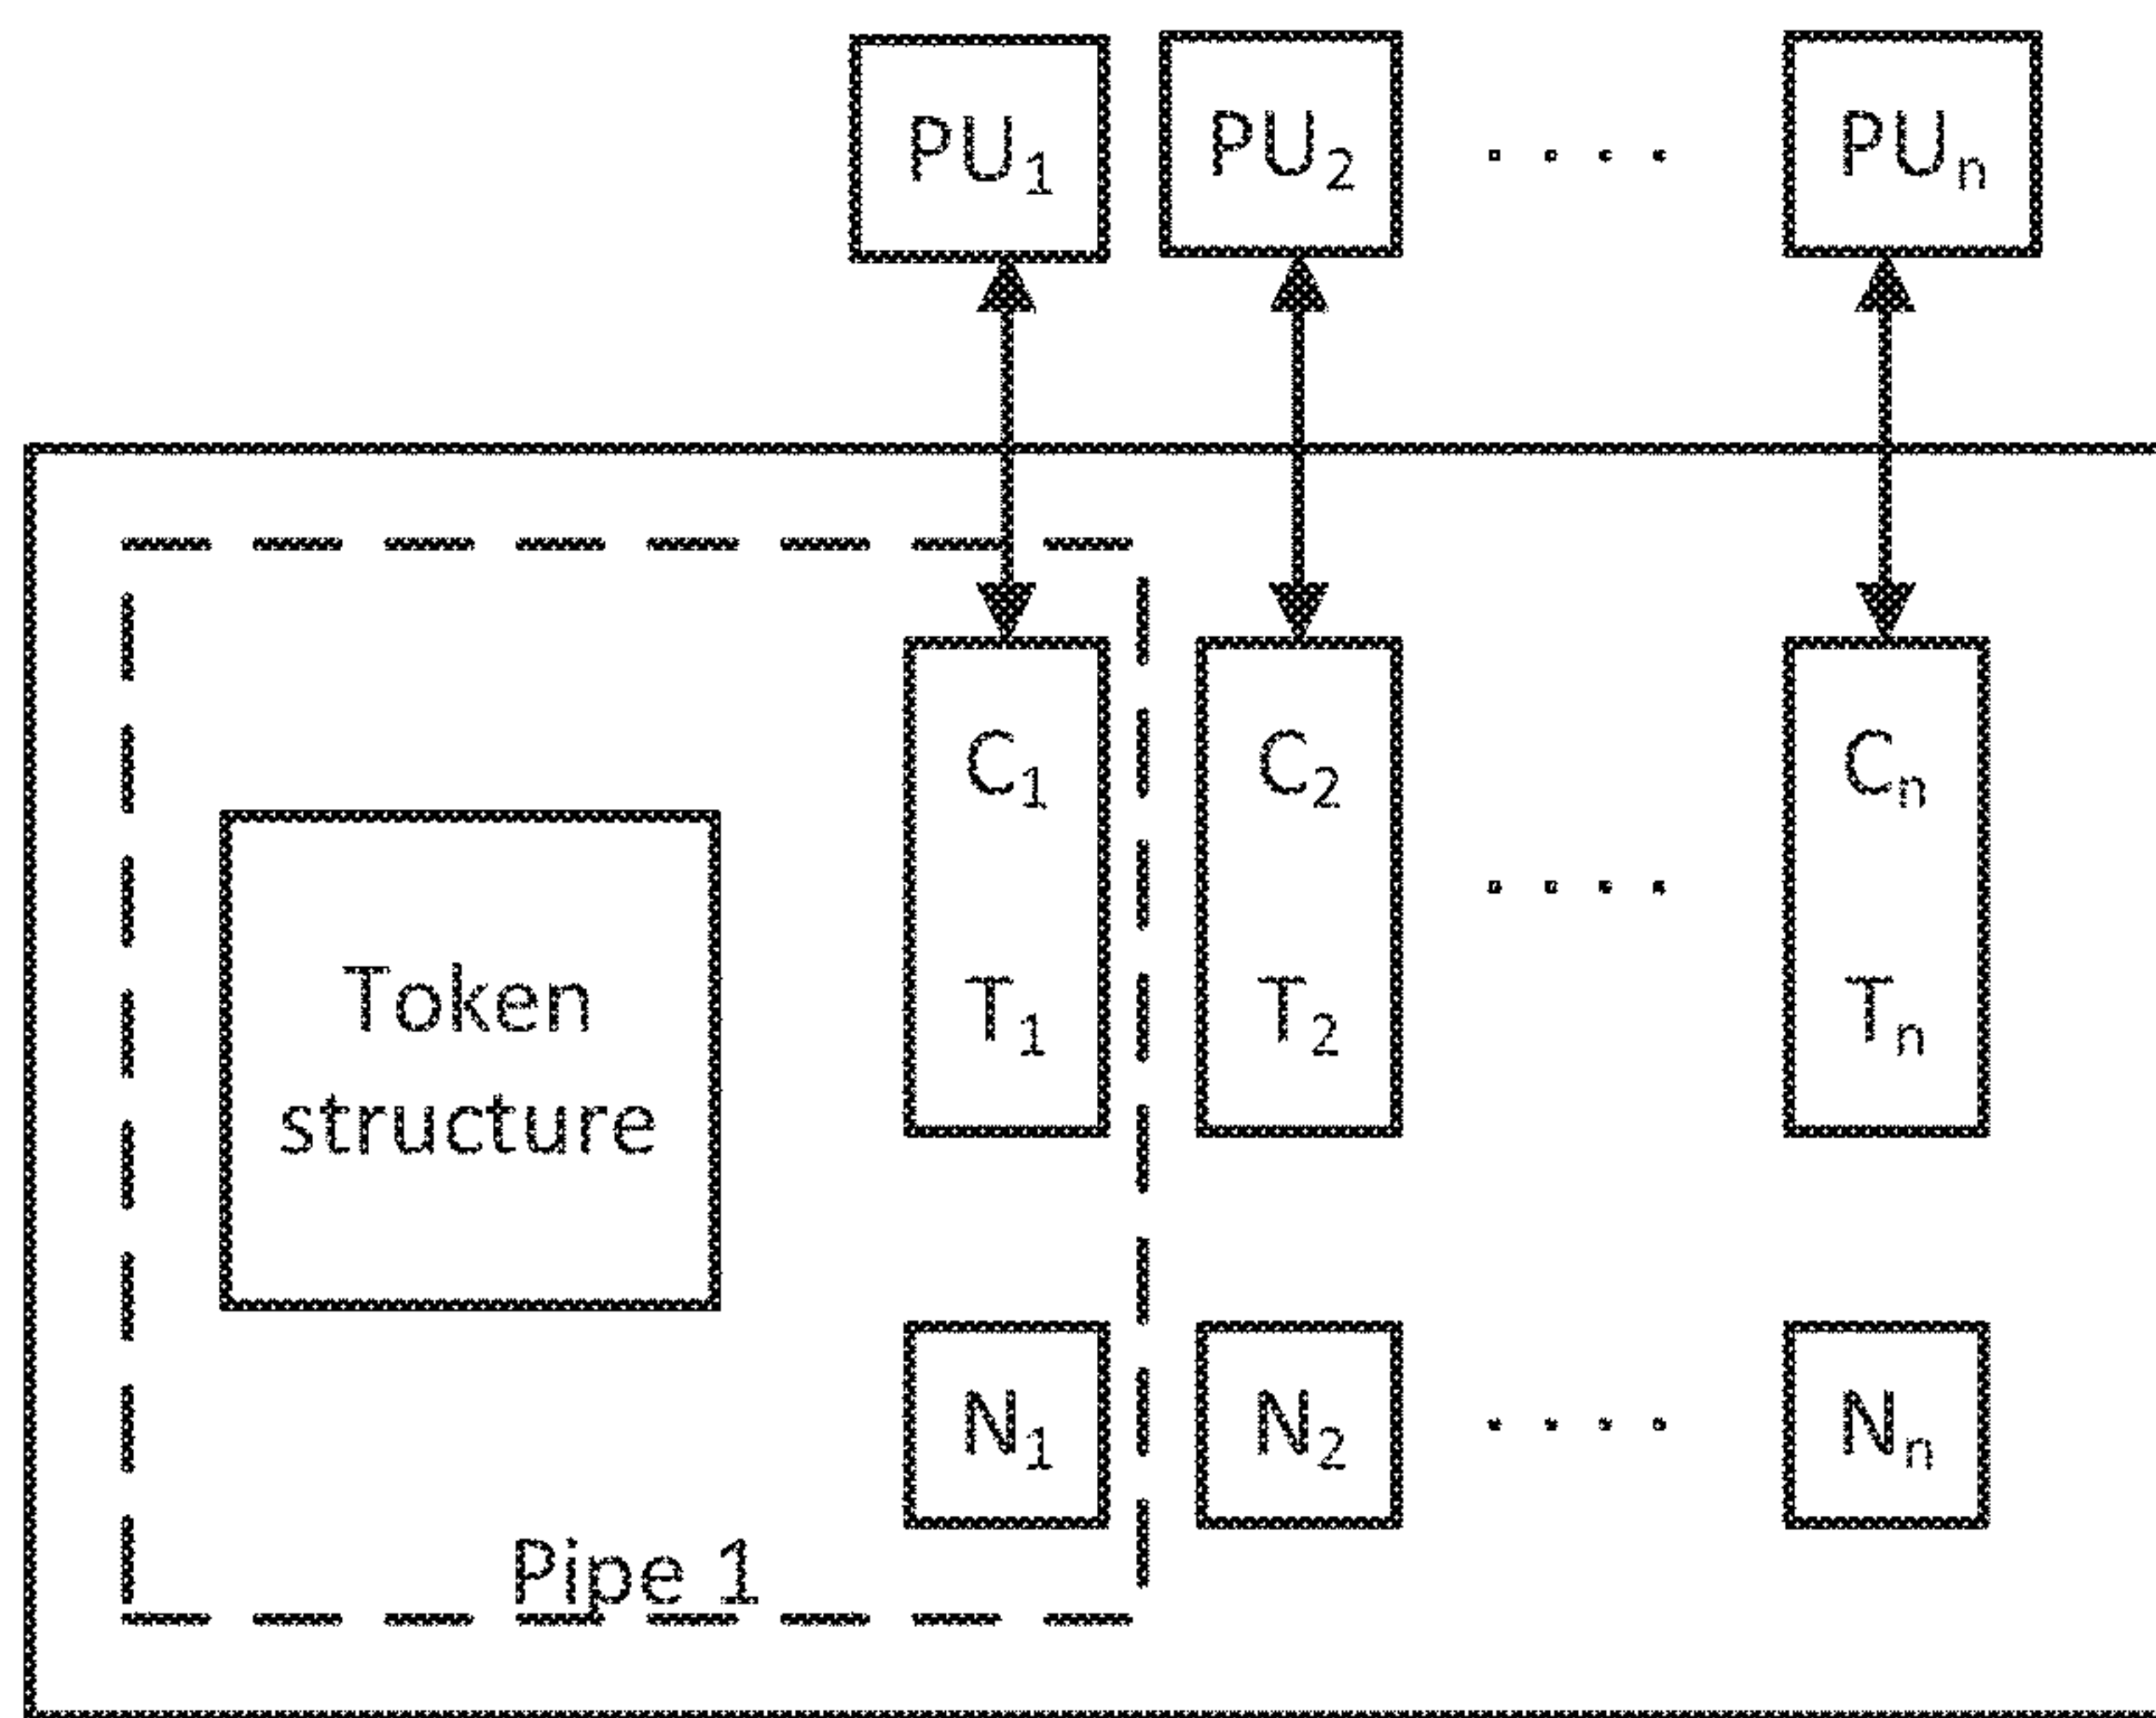 PU₁ PU₂ . . . . PUₙ
C₁ C₂ Cₙ
. . . .
Token
structure
T₁ T₂ Tₙ
N₁ N₂ . . . . Nₙ
Pipe 1